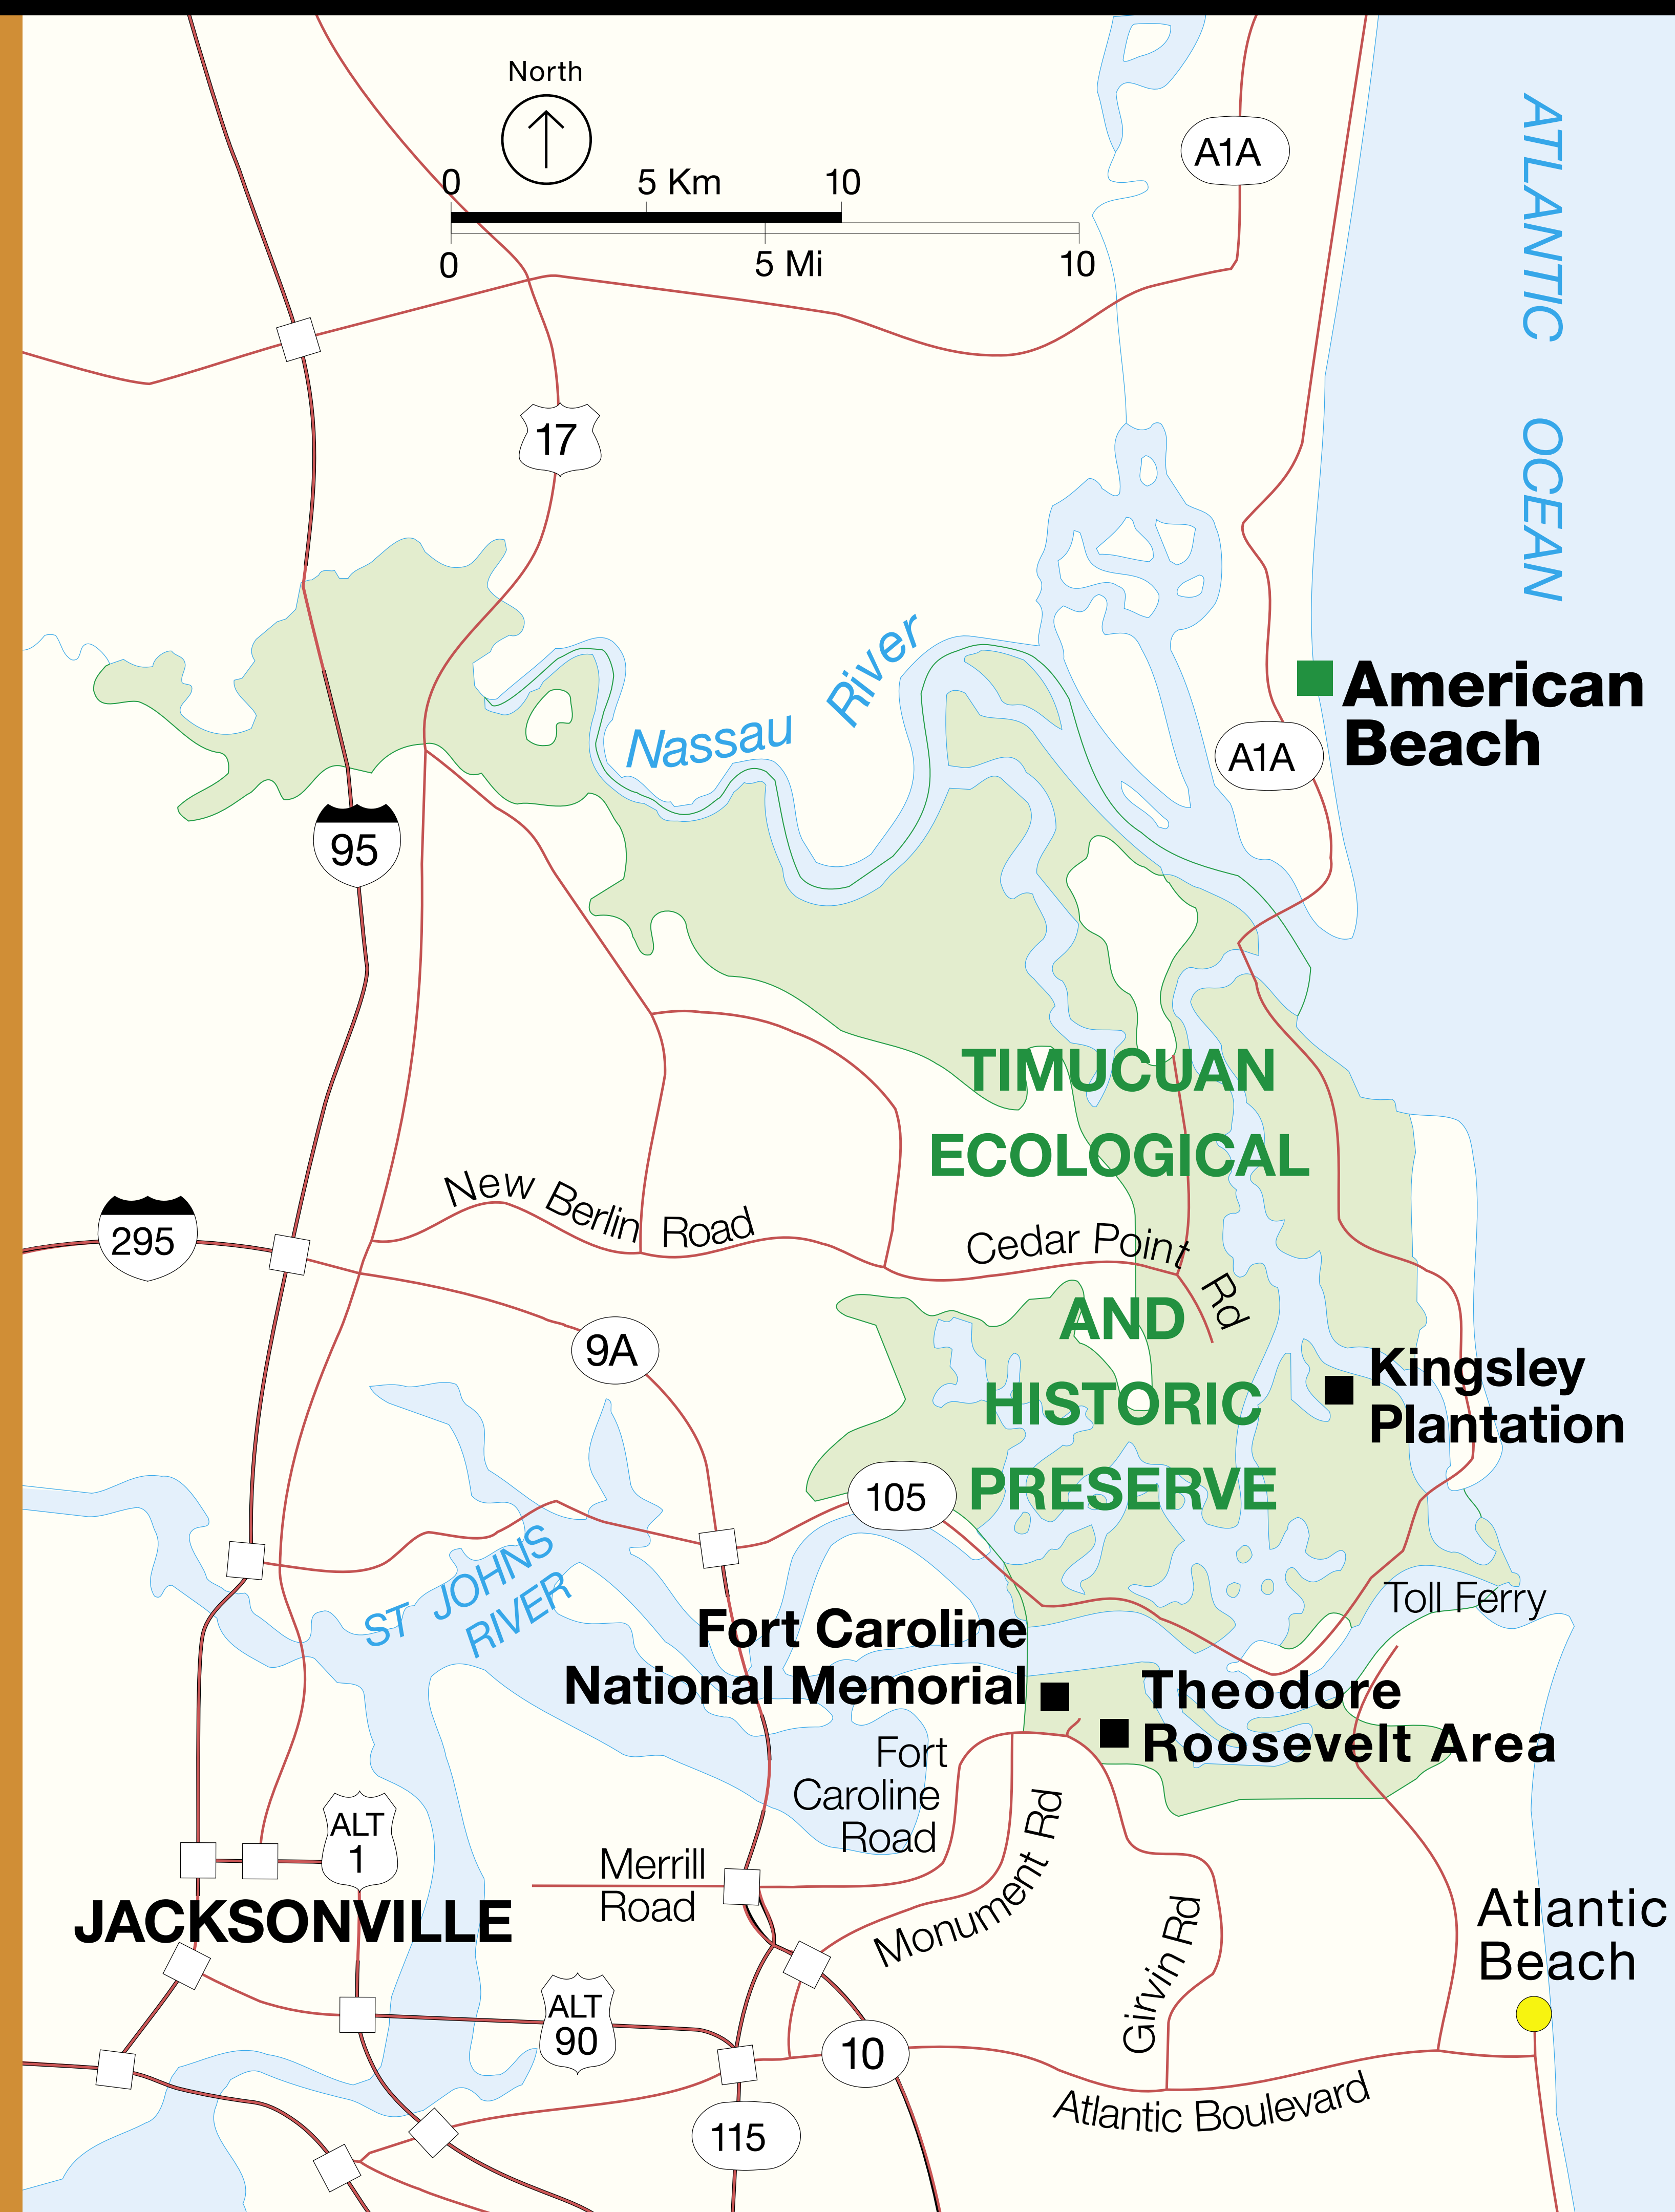 North
0 5 Km 10
0 5 Mi 10
A1A
ATLANTIC OCEAN
17
Nassau River
American
Beach
A1A
95
TIMUCUAN
ECOLOGICAL
AND
HISTORIC
PRESERVE
New Berlin Road
Cedar Point Rd
295
9A
Kingsley
Plantation
105
ST JOHNS
RIVER
Toll Ferry
Fort Caroline
National Memorial
Theodore
Roosevelt Area
Fort
Caroline
Road
Monument Rd
ALT
1
Merrill
Road
JACKSONVILLE
Girvin Rd
Atlantic
Beach
ALT
90
10
Atlantic Boulevard
115